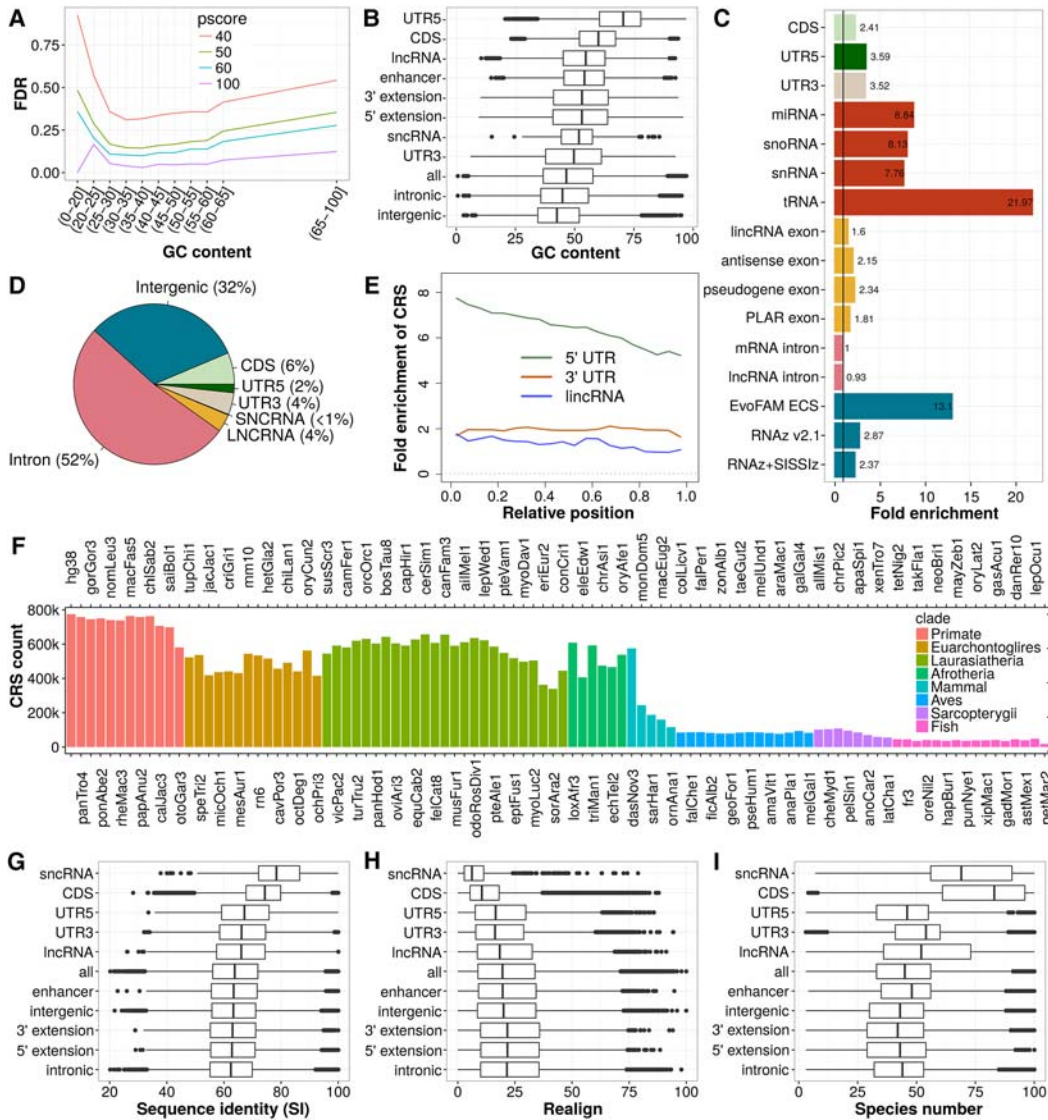 A
pscore
40
50
60
100
FDR
0.75
0.50
0.25
0.00
(0−20]
(20−25]
(25−30]
(30−35]
(35−40]
(40−45]
(45−50]
(50−55]
(55−60]
(60−65]
(65−100]
GC content
B
UTR5
CDS
lncRNA
enhancer
3' extension
5' extension
sncRNA
UTR3
all
intronic
intergenic
0 25 50 75 100
GC content
C
CDS 2.41
UTR5 3.59
UTR3 3.52
miRNA 8.84
snoRNA 8.13
snRNA 7.76
tRNA 21.97
lincRNA exon 1.6
antisense exon 2.15
pseudogene exon 2.34
PLAR exon 1.81
mRNA intron 1
lncRNA intron 0.93
EvoFAM ECS 13.1
RNAz v2.1 2.87
RNAz+SISSIz 2.37
0 5 10 15 20
Fold enrichment
D
Intergenic (32%)
CDS (6%)
UTR5 (2%)
UTR3 (4%)
SNCRNA (<1%)
LNCRNA (4%)
Intron (52%)
E
Fold enrichment of CRS
8
6
4
2
0
5' UTR
3' UTR
lincRNA
0.0 0.2 0.4 0.6 0.8 1.0
Relative position
F
hg38 gorGor3 nomLeu3 macFas5 chlSab2 saiBol1 tupChi1 jacJac1 criGri1 mm10 hetGla2 chiLan1 oryCun2 susScr3 camFer1 orcOrc1 bosTau8 capHir1 cerSim1 canFam3 ailMel1 lepWed1 pteVam1 myoDav1 eriEur2 conCri1 eleEdw1 chrAsi1 oryAfe1 monDom5 macEug2 colLicv1 falPer1 zonAlb1 taeGut2 melUnd1 araMac1 galGal4 allMis1 chrPic2 apaSpi1 xenTro7 tetNig2 takFla1 neoBri1 mayZeb1 oryLat2 gasAcu1 danRer10 lepOcu1
CRS count
800k
600k
400k
200k
0
clade
Primate
Euarchontoglires
Laurasiatheria
Afrotheria
Mammal
Aves
Sarcopterygii
Fish
panTro4 ponAbe2 rheMac3 papAnu2 calJac3 otoGar3 speTri2 micOch1 mesAur1 rn6 cavPor3 octDeg1 ochPri3 vicPac2 turTru2 panHod1 oviAri3 equCab2 felCat8 musFur1 odoRosDiv1 pteAle1 eptFus1 myoLuc2 sorAra2 loxAfr3 triMan1 echTel2 dasNov3 sarHar1 ornAna1 falChe1 ficAlb2 geoFor1 pseHum1 amaVit1 anaPla1 melGal1 cheMyd1 pelSin1 anoCar2 latCha1 fr3 oreNil2 hapBur1 punNye1 xipMac1 gadMor1 astMex1 petMar2
G
sncRNA
CDS
UTR5
UTR3
lncRNA
all
enhancer
intergenic
3' extension
5' extension
intronic
20 40 60 80 100
Sequence identity (SI)
H
sncRNA
CDS
UTR5
UTR3
lncRNA
all
enhancer
intergenic
3' extension
5' extension
intronic
0 25 50 75 100
Realign
I
sncRNA
CDS
UTR5
UTR3
lncRNA
all
enhancer
intergenic
3' extension
5' extension
intronic
0 25 50 75 100
Species number